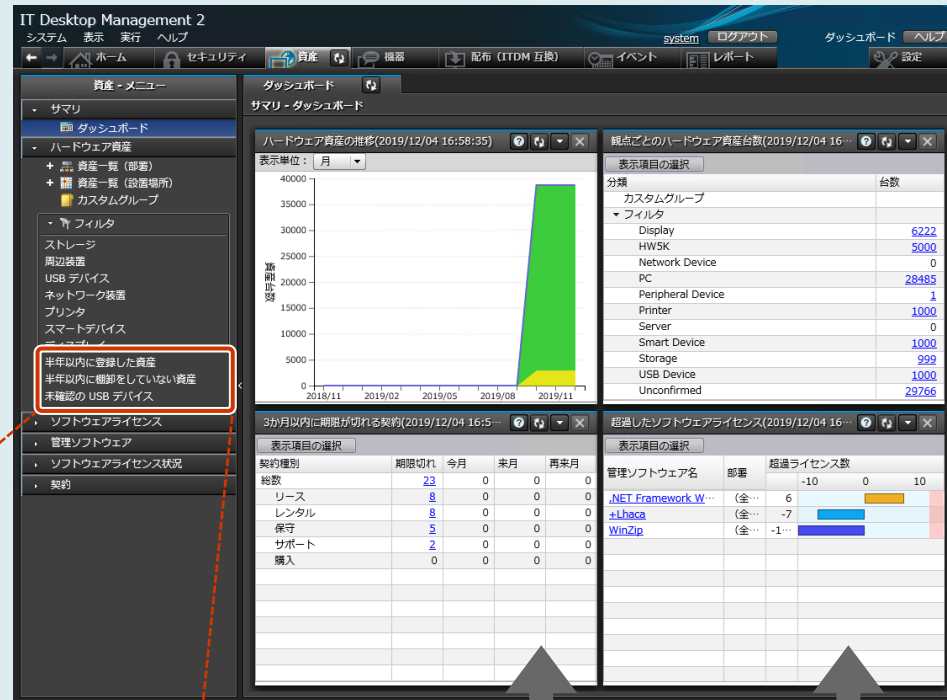 IT Desktop Management 2
システム 表示 実行 ヘルプ
system ログアウト ダッシュボード ヘルプ
ホーム セキュリティ 資産 機器 配布 (ITDM 互換) イベント レポート 設定
資産 - メニュー
サマリ
ダッシュボード
ハードウェア資産
資産一覧 (部署)
資産一覧 (設置場所)
カスタムグループ
フィルタ
ストレージ
周辺装置
USB デバイス
ネットワーク装置
プリンタ
スマートデバイス
半年以内に登録した資産
半年以内に棚卸をしていない資産
未確認の USB デバイス
ソフトウェアライセンス
管理ソフトウェア
ソフトウェアライセンス状況
契約
ダッシュボード
サマリ - ダッシュボード
ハードウェア資産の推移(2019/12/04 16:58:35)
表示単位: 月
40000
35000
30000
25000
20000
15000
10000
5000
0
資産台数
2018/11 2019/02 2019/05 2019/08 2019/11
観点ごとのハードウェア資産台数(2019/12/04 16…
表示項目の選択
分類 台数
カスタムグループ
フィルタ
Display 6222
HW5K 5000
Network Device 0
PC 28485
Peripheral Device 1
Printer 1000
Server 0
Smart Device 1000
Storage 999
USB Device 1000
Unconfirmed 29766
3か月以内に期限が切れる契約(2019/12/04 16:5…
表示項目の選択
契約種別 期限切れ 今月 来月 再来月
総数 23 0 0 0
リース 8 0 0 0
レンタル 8 0 0 0
保守 5 0 0 0
サポート 2 0 0 0
購入 0 0 0 0
超過したソフトウェアライセンス(2019/12/04 16…
表示項目の選択
管理ソフトウェア名 部署 超過ライセンス数
-10 0 10
.NET Framework W… (全… 6
+Lhaca (全… -7
WinZip (全… -1…